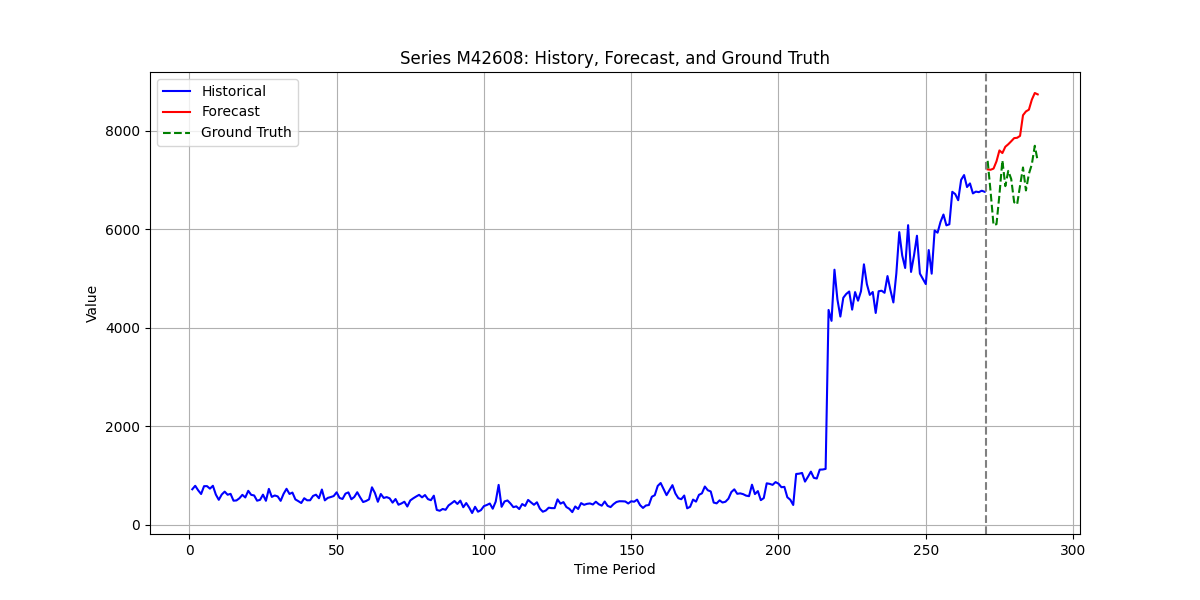 Series M42608: History, Forecast, and Ground Truth
Historical
Forecast
Ground Truth
Value
8000
6000
4000
2000
0
0 50 100 150 200 250 300
Time Period